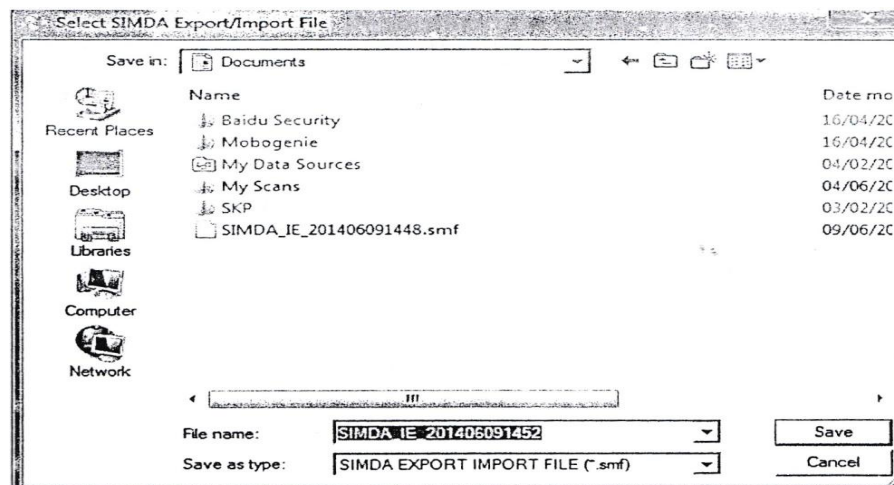 Select SIMDA Export/Import File
Save in: Documents
Name Date mo
Recent Places
Baidu Security 16/04/20
Mobogenie 16/04/20
My Data Sources 04/02/20
Desktop
My Scans 04/06/20
SKP 03/02/20
SIMDA_IE_201406091448.smf 09/06/20
Libraries
Computer
Network
File name: SIMDA_IE_201406091452 Save
Save as type: SIMDA EXPORT IMPORT FILE (*.smf) Cancel